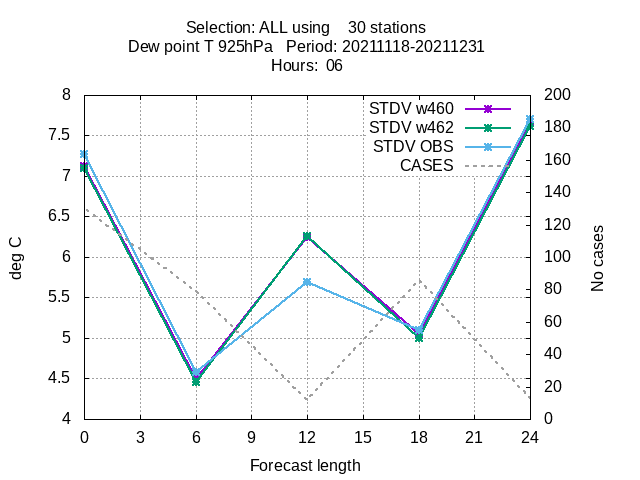 Selection: ALL using 30 stations
Dew point T 925hPa Period: 20211118-20211231
Hours: 06
STDV w460
STDV w462
STDV OBS
CASES
8
7.5
7
6.5
6
5.5
5
4.5
4
deg C
200
180
160
140
120
100
80
60
40
20
0
No cases
0 3 6 9 12 15 18 21 24
Forecast length